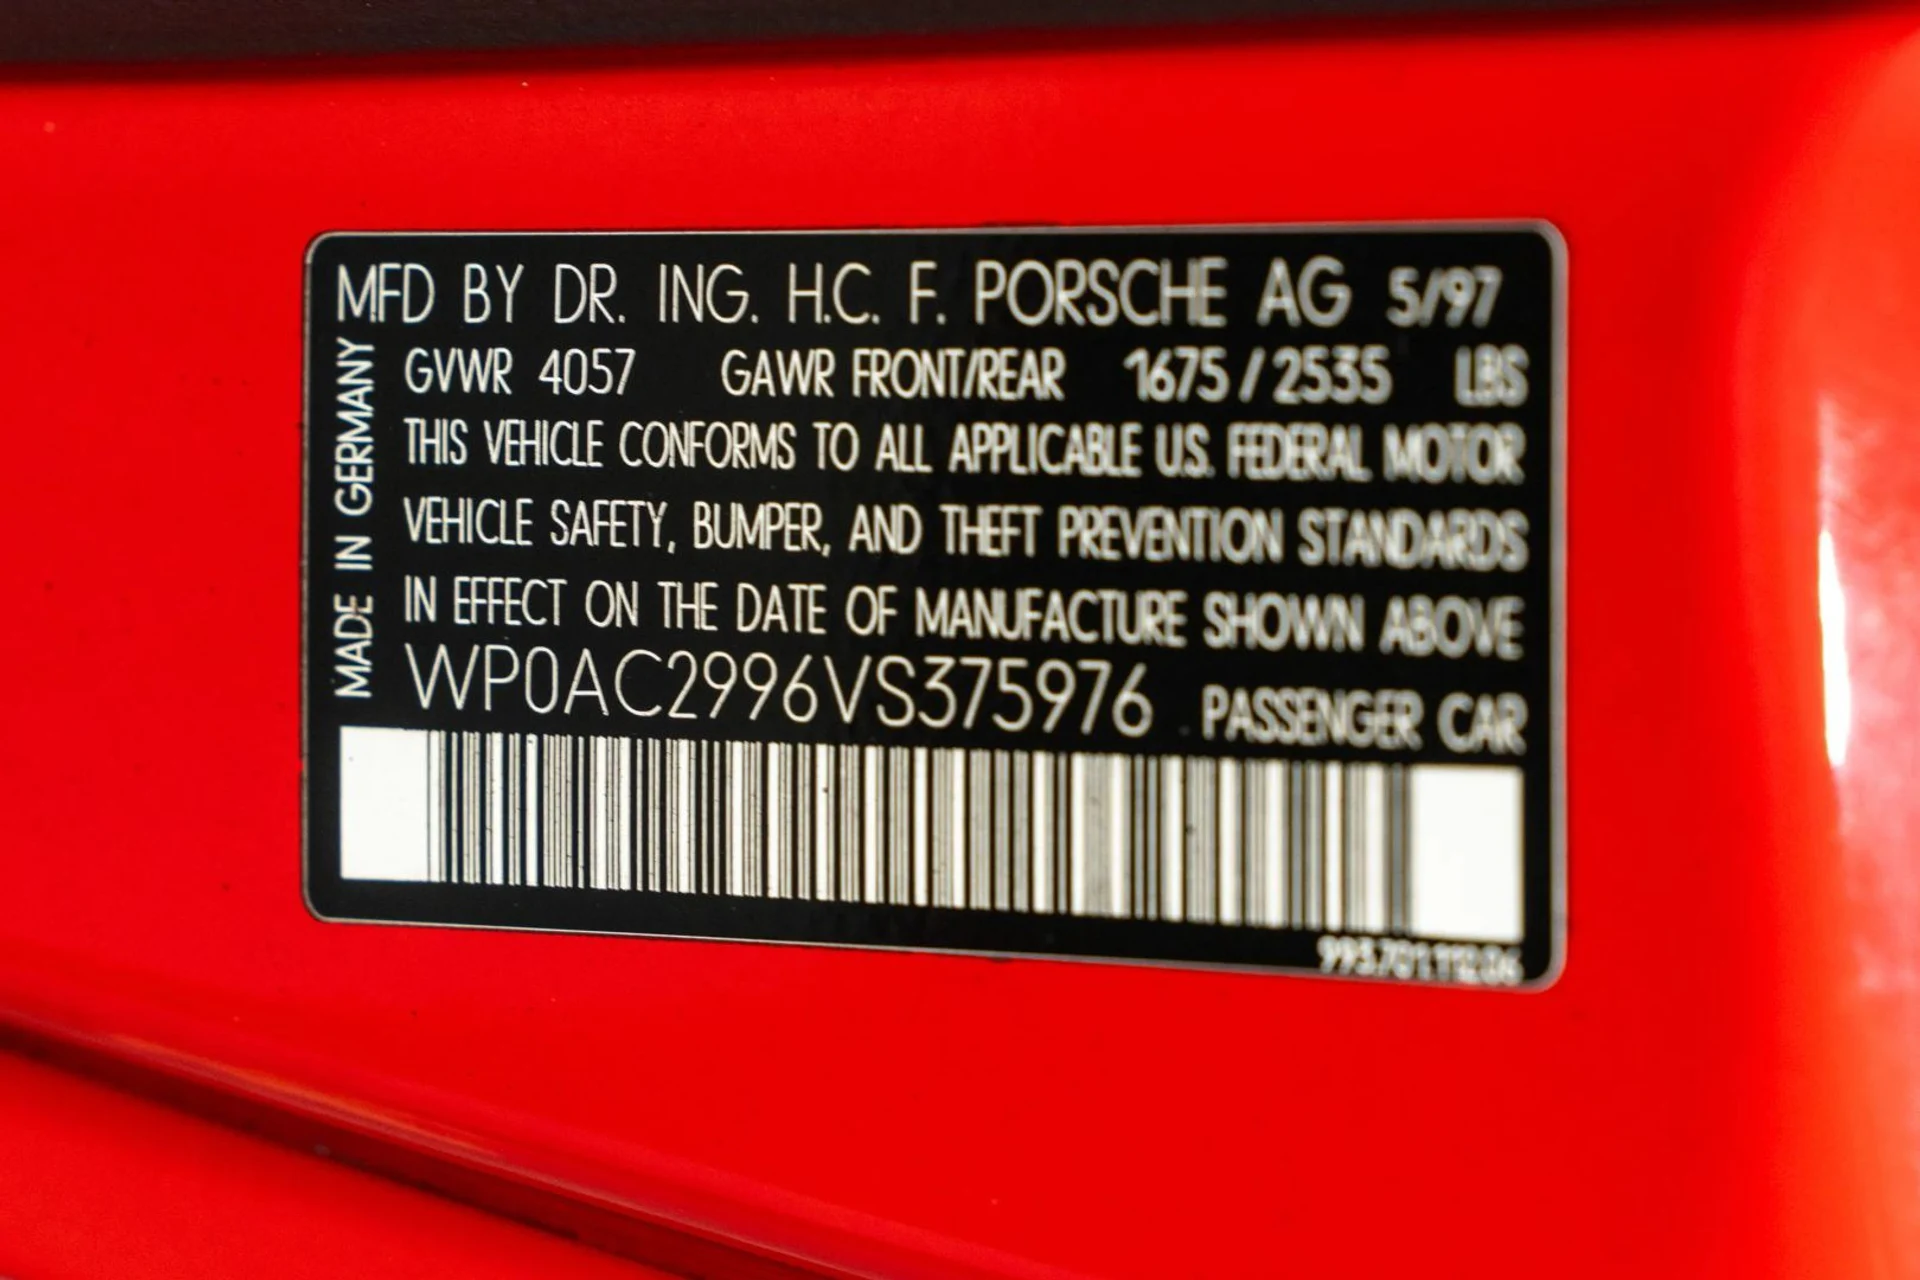 MFD BY DR. ING. H.C. F. PORSCHE AG 5/97
MADE IN GERMANY
GVWR 4057 GAWR FRONT/REAR 1675 / 2535 LBS
THIS VEHICLE CONFORMS TO ALL APPLICABLE U.S. FEDERAL MOTOR
VEHICLE SAFETY, BUMPER, AND THEFT PREVENTION STANDARDS
IN EFFECT ON THE DATE OF MANUFACTURE SHOWN ABOVE
WP0AC2996VS375976 PASSENGER CAR